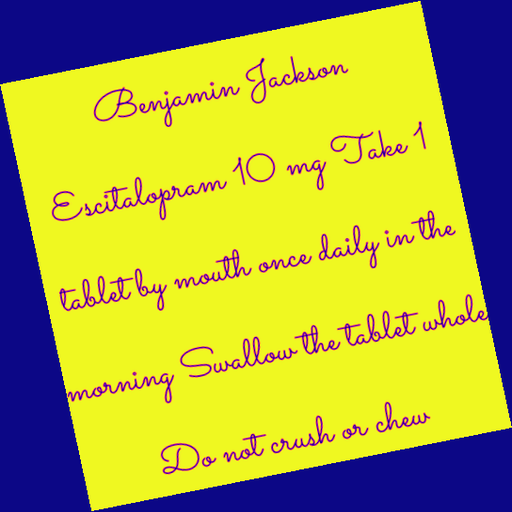 Benjamin Jackson
Escitalopram 10 mg Take 1
tablet by mouth once daily in the
morning Swallow the tablet whole
Do not crush or chew